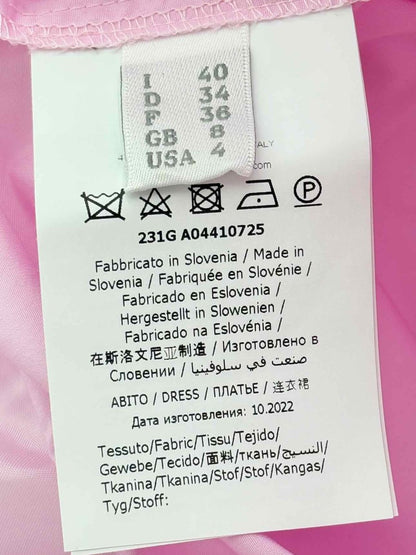 I 40
D 34
F 36
GB 8
USA 4
ALY
.com
231G A04410725
Fabbricato in Slovenia / Made in
Slovenia / Fabriquée en Slovénie /
Fabricado en Eslovenia /
Hergestellt in Slowenien /
Fabricado na Eslovénia /
在斯洛文尼亚制造 / Изготовлено в
Словении / صنعت في سلوفينيا
ABITO / DRESS / ПЛАТЬЕ / 连衣裙
Дата изготовления: 10.2022
Tessuto/Fabric/Tissu/Tejido/
Gewebe/Tecido/面料/ткань/النسيج/
Tkanina/Tkanina/Stof/Stof/Kangas/
Tyg/Stoff: